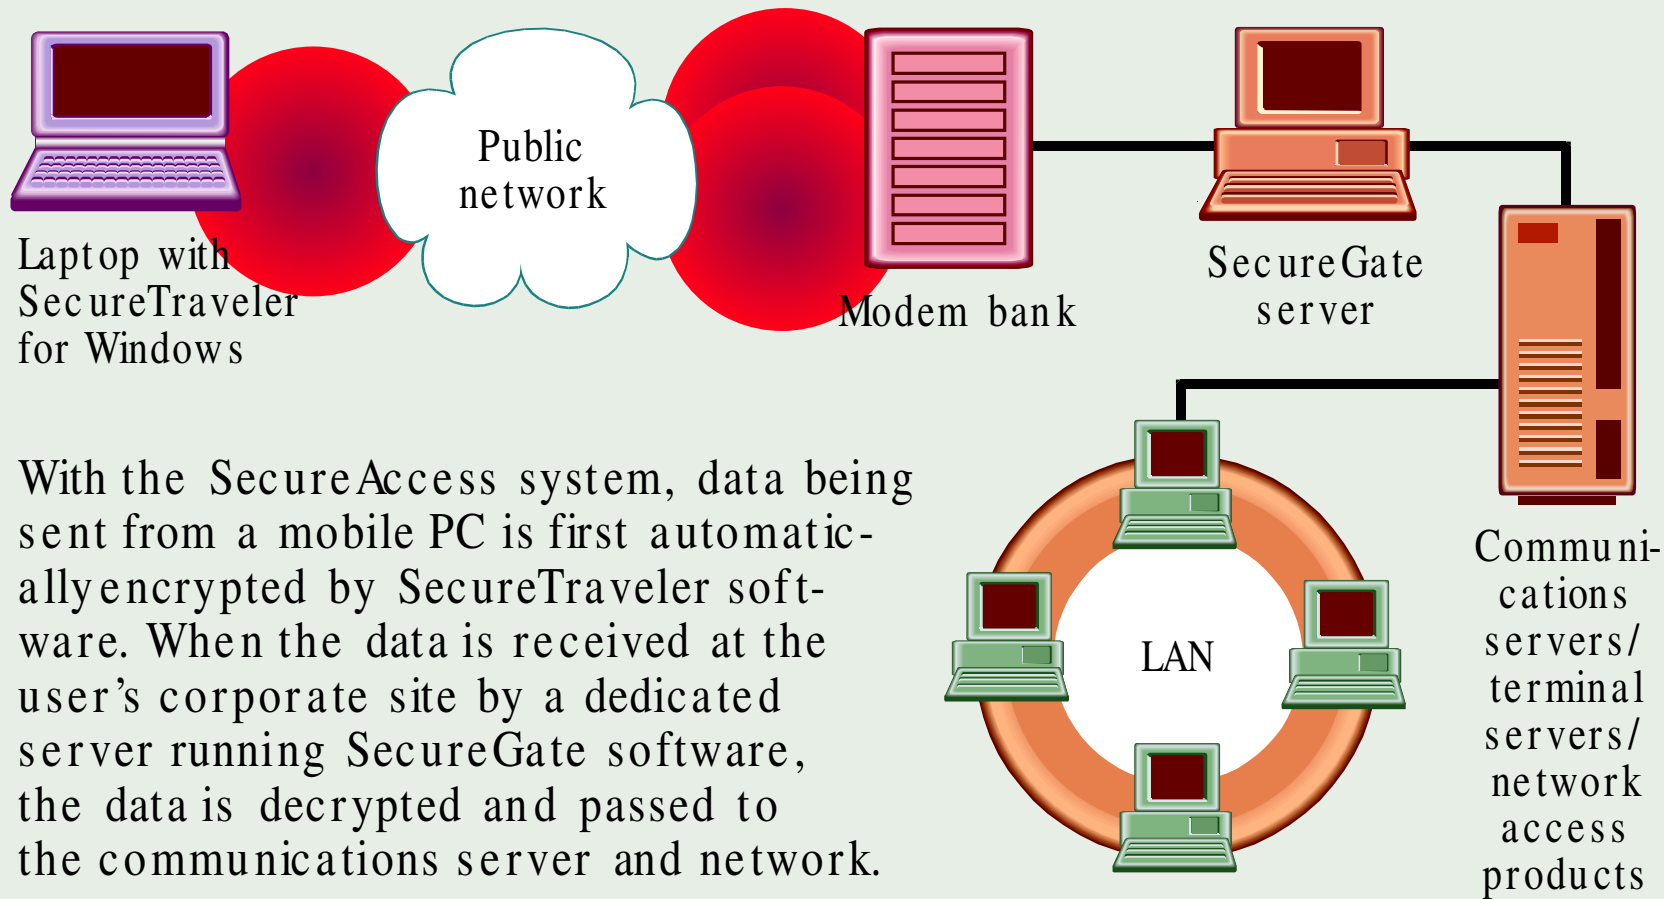 Public
network
Laptop with
SecureTraveler
for Windows
Modem bank
SecureGate
server
With the SecureAccess system, data being
sent from a mobile PC is first automatic-
ally encrypted by SecureTraveler soft-
ware. When the data is received at the
user’s corporate site by a dedicated
server running SecureGate software,
the data is decrypted and passed to
the communications server and network.
LAN
Communi-
cations
servers/
terminal
servers/
network
access
products